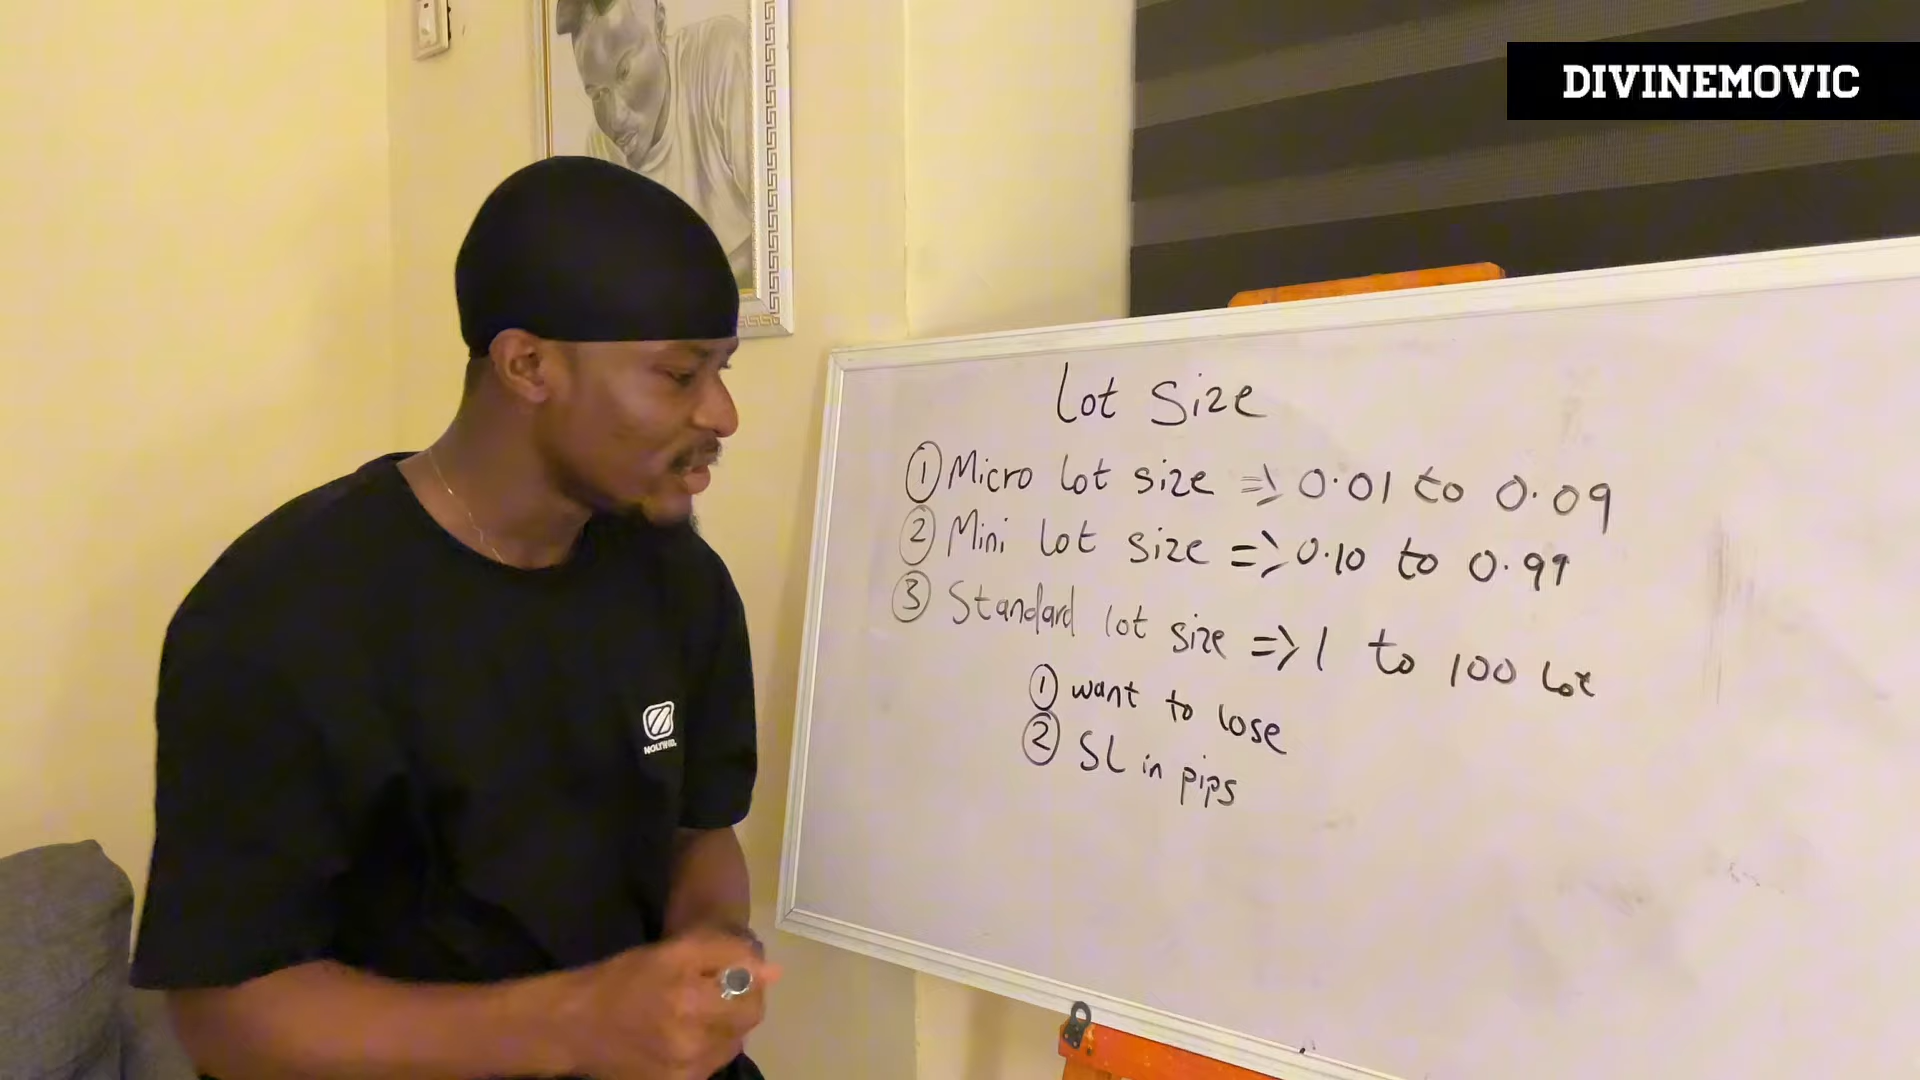 DIVINEMOVIC
Lot Size
① Micro lot size => 0.01 to 0.09
② Mini lot size => 0.10 to 0.99
③ Standard lot size => 1 to 100 Lot
① want to lose
② SL in pips